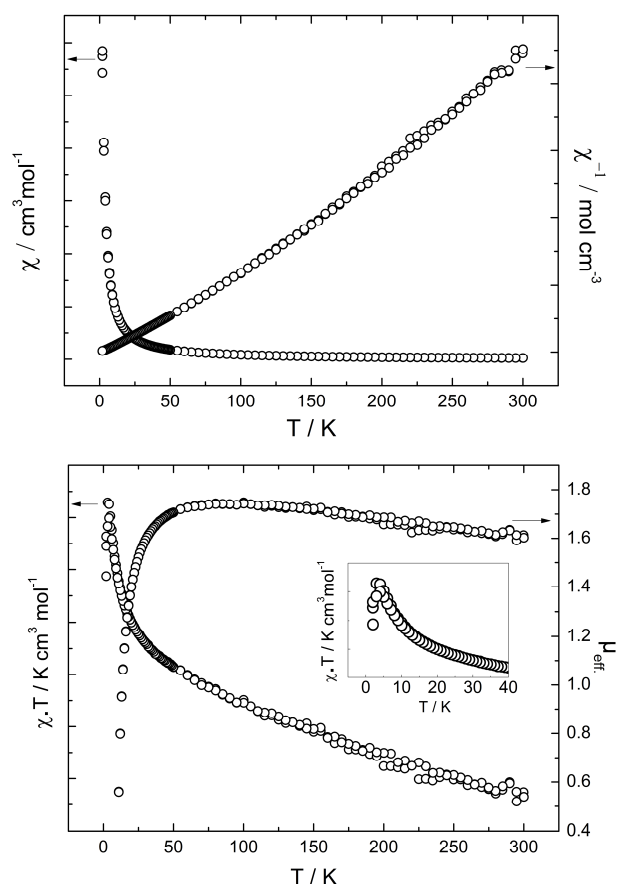 χ / cm³mol⁻¹
χ⁻¹ / mol cm⁻³
0 50 100 150 200 250 300
T / K
χ.T / K cm³ mol⁻¹
1.8
1.6
1.4
1.2
1.0
0.8
0.6
0.4
μeff.
χ.T / K cm³ mol⁻¹
0 10 20 30 40
T / K
0 50 100 150 200 250 300
T / K